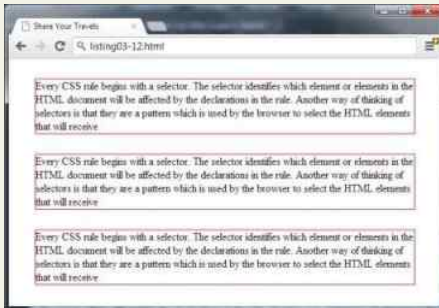 Share Your Travels
listing03-12.html
Every CSS rule begins with a selector. The selector identifies which element or elements in the
HTML document will be affected by the declarations in the rule. Another way of thinking of
selectors is that they are a pattern which is used by the browser to select the HTML elements
that will receive
Every CSS rule begins with a selector. The selector identifies which element or elements in the
HTML document will be affected by the declarations in the rule. Another way of thinking of
selectors is that they are a pattern which is used by the browser to select the HTML elements
that will receive
Every CSS rule begins with a selector. The selector identifies which element or elements in the
HTML document will be affected by the declarations in the rule. Another way of thinking of
selectors is that they are a pattern which is used by the browser to select the HTML elements
that will receive